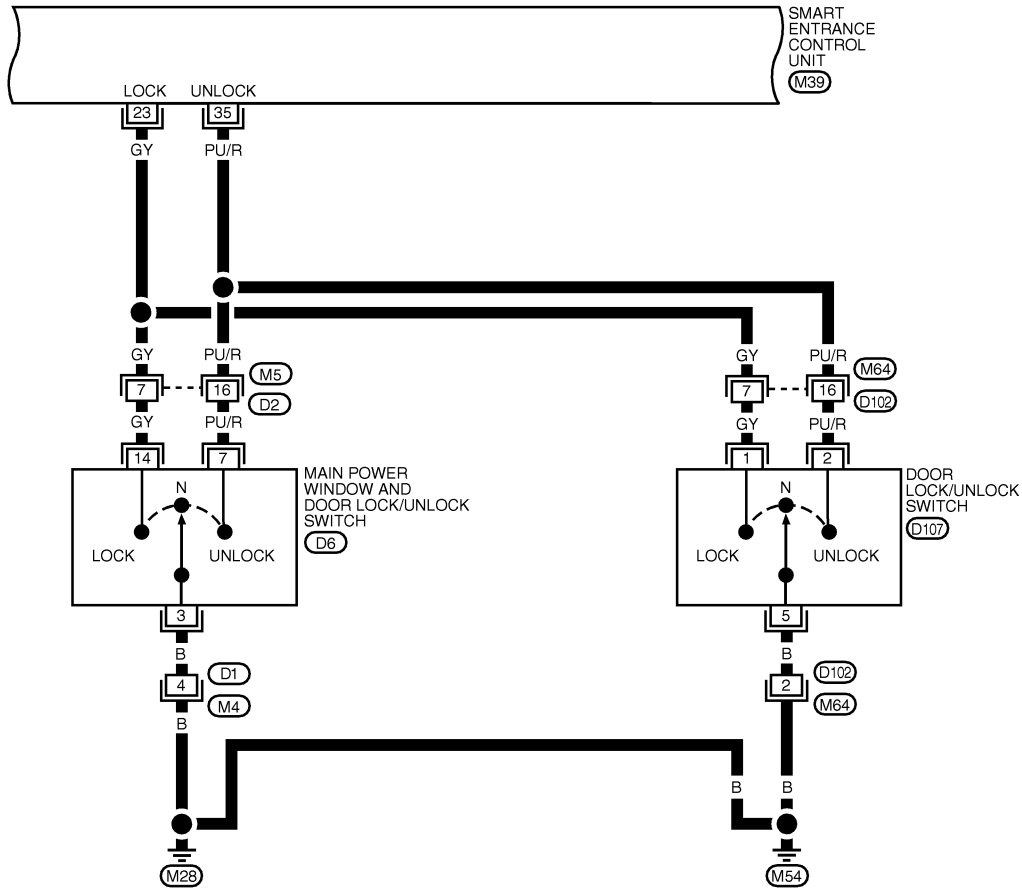 SMART
ENTRANCE
CONTROL
UNIT
M39
LOCK UNLOCK
23 35
GY PU/R
GY PU/R
7 16
M5
D2
GY PU/R
14 7
GY PU/R
7 16
M64
D102
GY PU/R
1 2
MAIN POWER
WINDOW AND
DOOR LOCK/UNLOCK
SWITCH
D6
N
LOCK UNLOCK
3
B
4
D1
M4
B
DOOR
LOCK/UNLOCK
SWITCH
D107
N
LOCK UNLOCK
5
B
2
D102
M64
B B
M28
M54